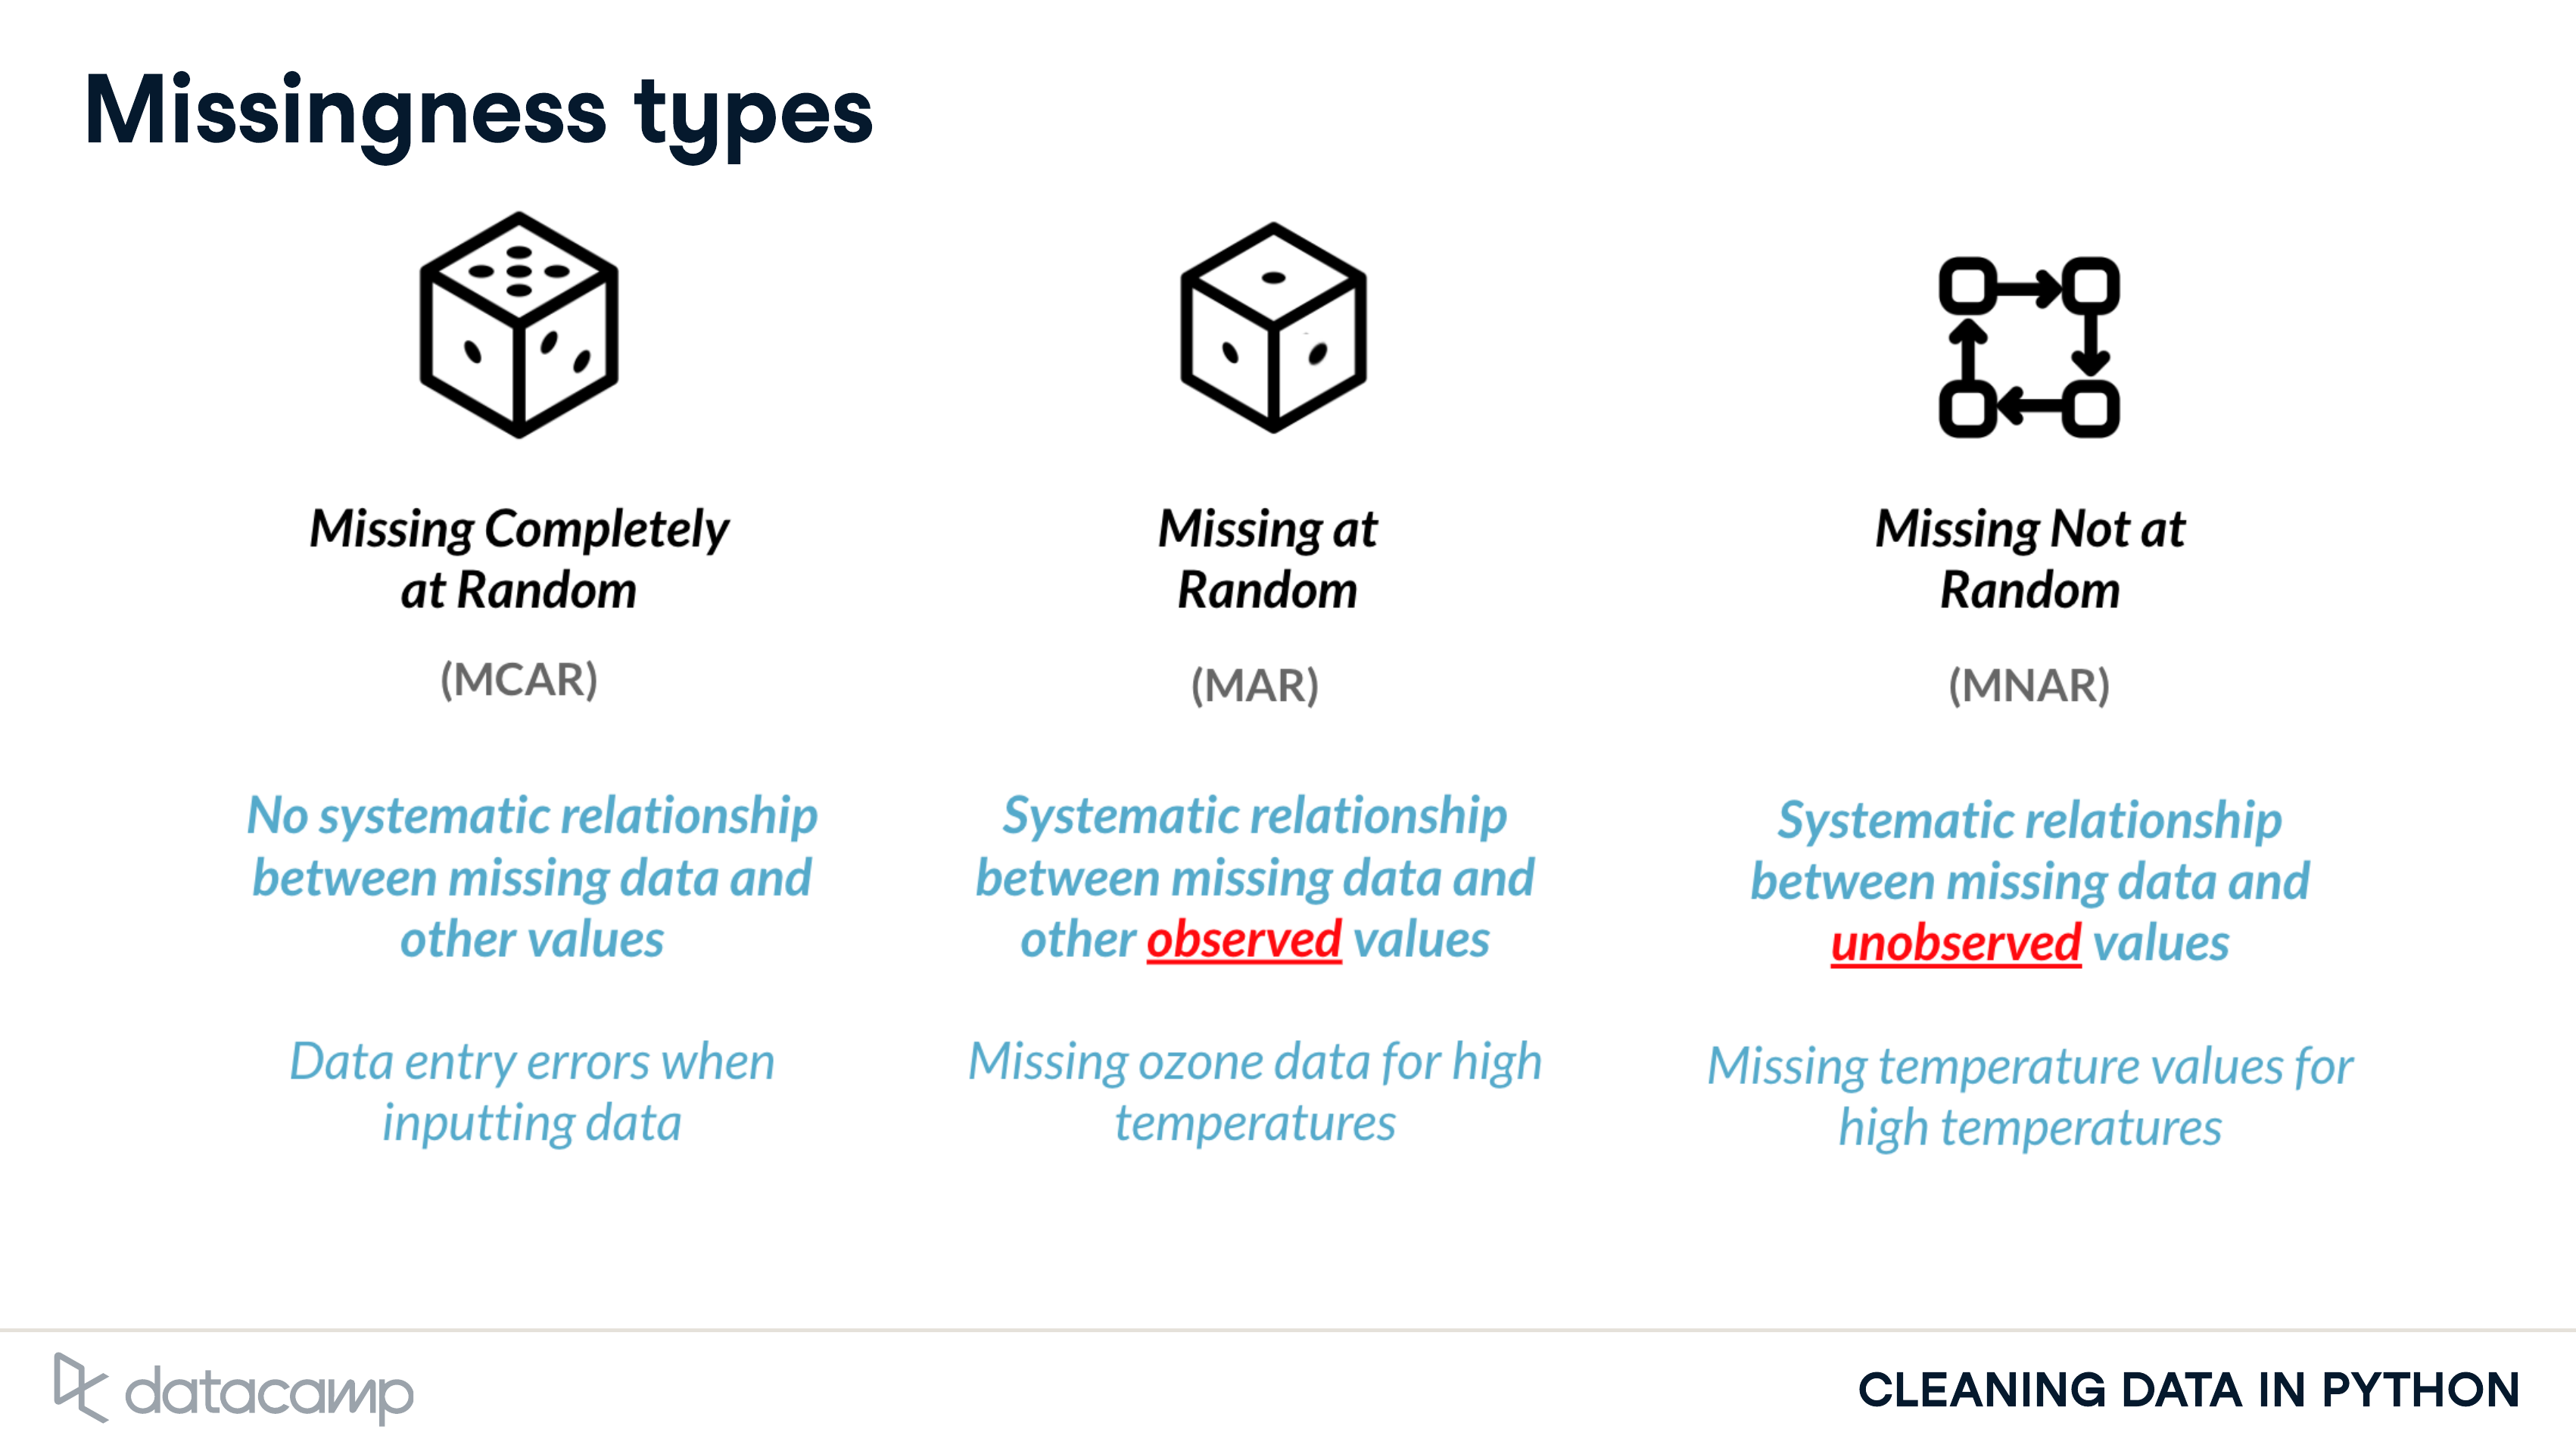 Missingness types
Missing Completely
at Random
(MCAR)
No systematic relationship
between missing data and
other values
Data entry errors when
inputting data
Missing at
Random
(MAR)
Systematic relationship
between missing data and
other observed values
Missing ozone data for high
temperatures
Missing Not at
Random
(MNAR)
Systematic relationship
between missing data and
unobserved values
Missing temperature values for
high temperatures
datacamp
CLEANING DATA IN PYTHON